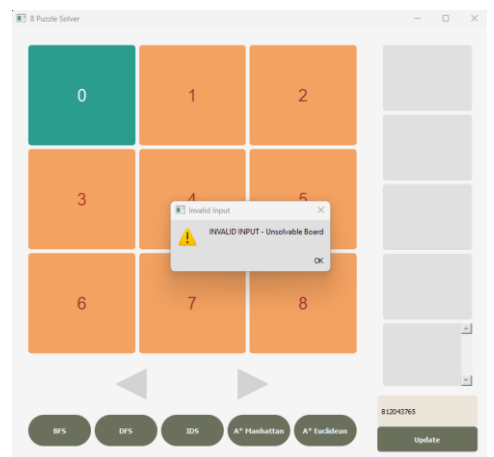 8 Puzzle Solver
0
1
2
3
4
5
Invalid Input
INVALID INPUT - Unsolvable Board
OK
6
7
8
812043765
BFS
DFS
IDS
A* Manhattan
A* Euclidean
Update